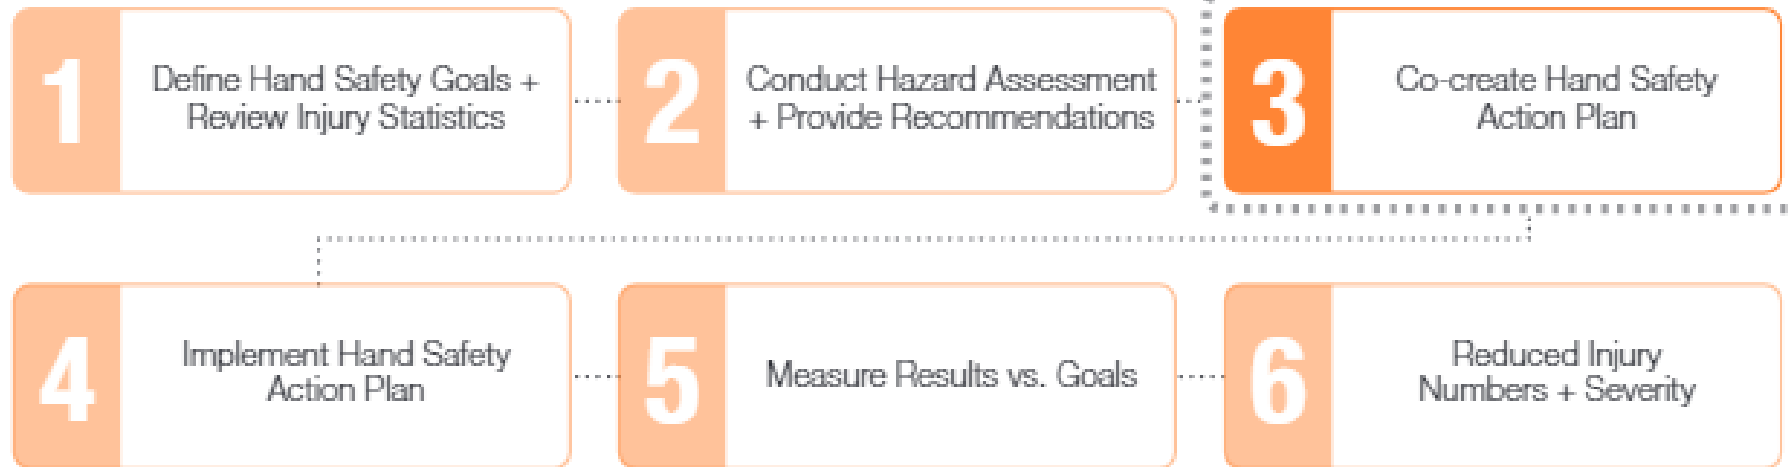 1
Define Hand Safety Goals +
Review Injury Statistics
2
Conduct Hazard Assessment
+ Provide Recommendations
3
Co-create Hand Safety
Action Plan
4
Implement Hand Safety
Action Plan
5
Measure Results vs. Goals
6
Reduced Injury
Numbers + Severity